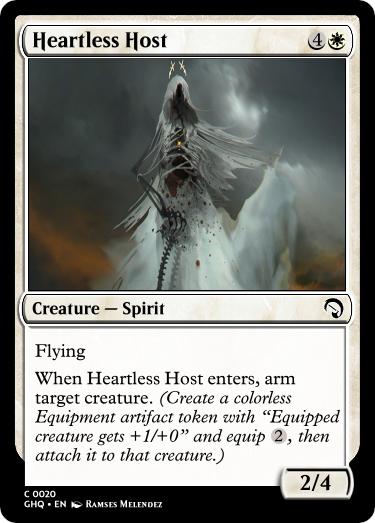 Heartless Host 4
Creature — Spirit
Flying
When Heartless Host enters, arm
target creature. (Create a colorless
Equipment artifact token with “Equipped
creature gets +1/+0” and equip 2, then
attach it to that creature.)
2/4
C 0020
GHQ • EN Ramses Melendez